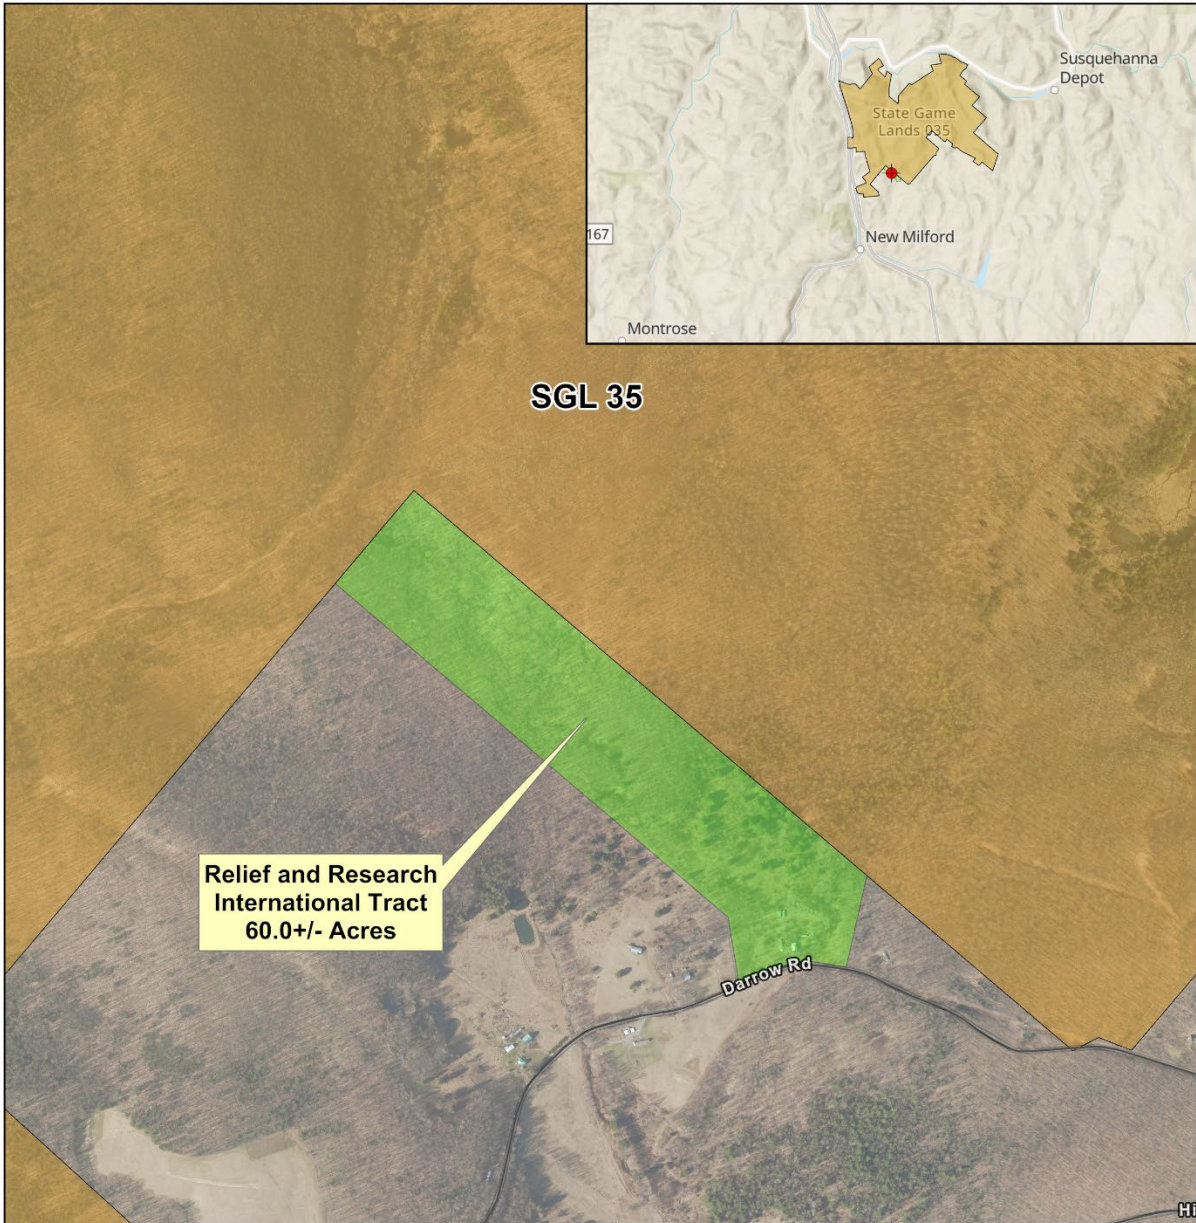 Susquehanna
Depot
State Game
Lands 035
167
New Milford
Montrose
SGL 35
Relief and Research
International Tract
60.0+/- Acres
Darrow Rd